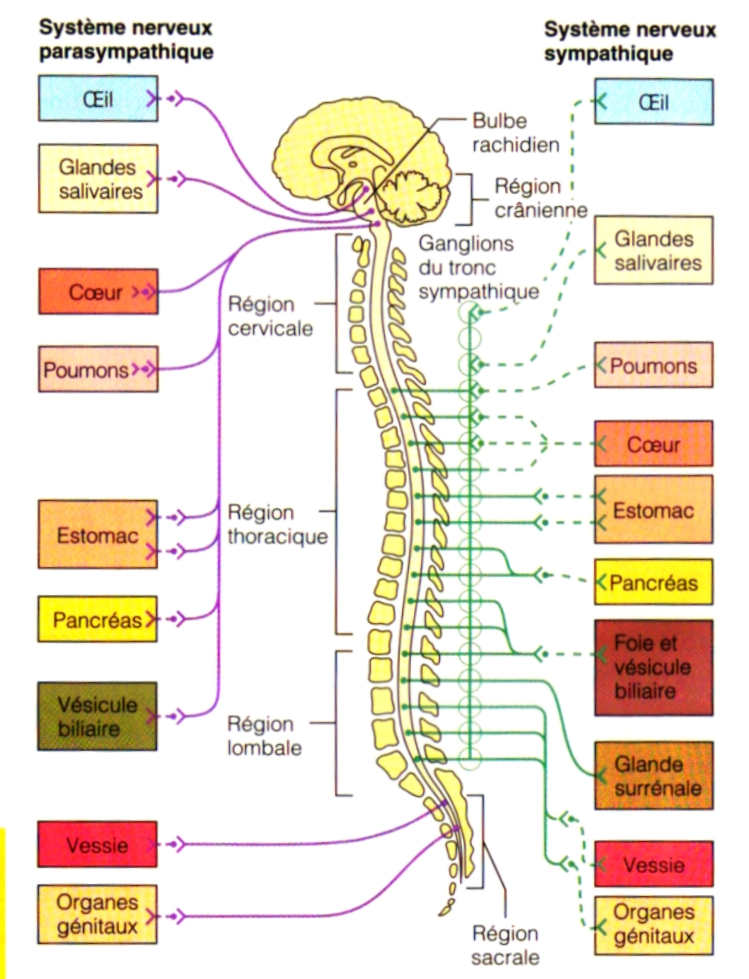 Système nerveux
parasympathique
Œil
Glandes
salivaires
Cœur
Poumons
Estomac
Pancréas
Vésicule
biliaire
Vessie
Organes
génitaux
Bulbe
rachidien
Région
crânienne
Ganglions
du tronc
sympathique
Région
cervicale
Région
thoracique
Région
lombale
Région
sacrale
Système nerveux
sympathique
Œil
Glandes
salivaires
Poumons
Cœur
Estomac
Pancréas
Foie et
vésicule
biliaire
Glande
surrénale
Vessie
Organes
génitaux